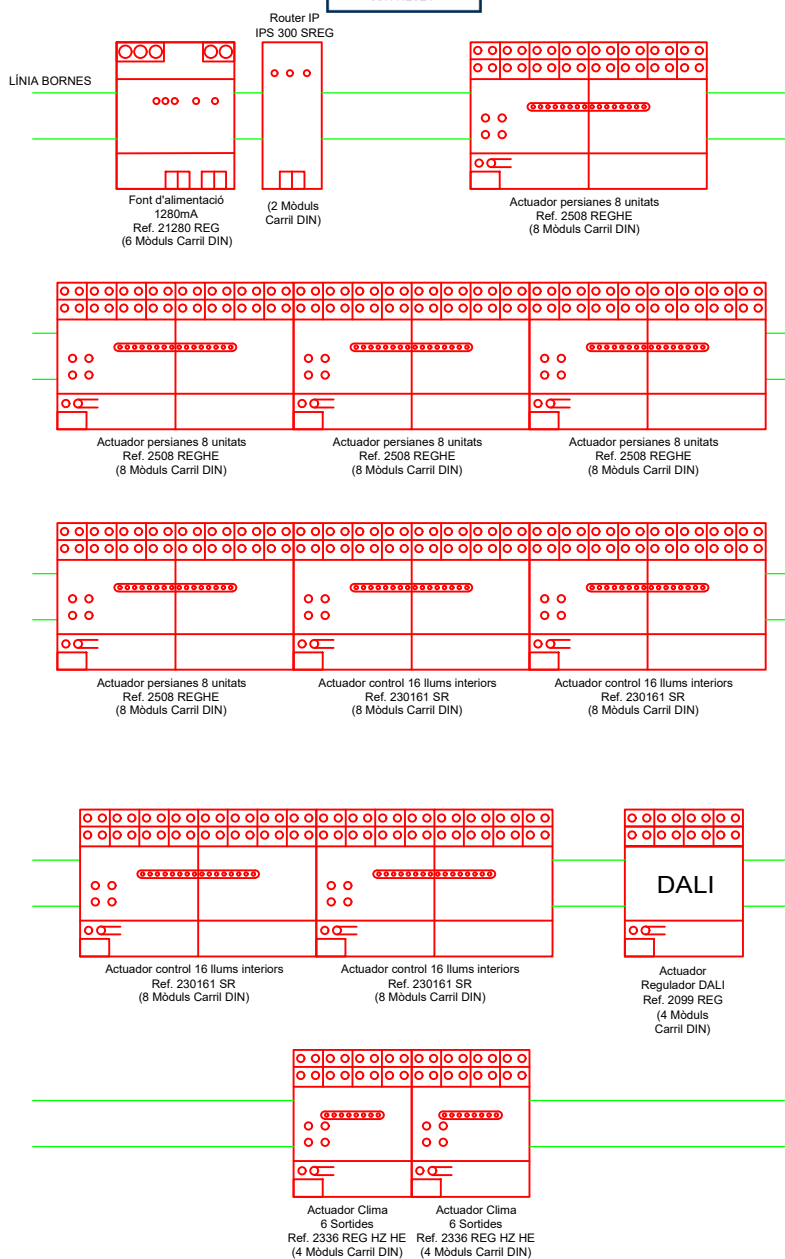 Router IP
IPS 300 SREG
LÍNIA BORNES
Font d'alimentació
1280mA
Ref. 21280 REG
(6 Mòduls Carril DIN)
(2 Mòduls
Carril DIN)
Actuador persianes 8 unitats
Ref. 2508 REGHE
(8 Mòduls Carril DIN)
Actuador persianes 8 unitats
Ref. 2508 REGHE
(8 Mòduls Carril DIN)
Actuador persianes 8 unitats
Ref. 2508 REGHE
(8 Mòduls Carril DIN)
Actuador persianes 8 unitats
Ref. 2508 REGHE
(8 Mòduls Carril DIN)
Actuador persianes 8 unitats
Ref. 2508 REGHE
(8 Mòduls Carril DIN)
Actuador control 16 llums interiors
Ref. 230161 SR
(8 Mòduls Carril DIN)
Actuador control 16 llums interiors
Ref. 230161 SR
(8 Mòduls Carril DIN)
Actuador control 16 llums interiors
Ref. 230161 SR
(8 Mòduls Carril DIN)
Actuador control 16 llums interiors
Ref. 230161 SR
(8 Mòduls Carril DIN)
DALI
Actuador
Regulador DALI
Ref. 2099 REG
(4 Mòduls
Carril DIN)
Actuador Clima
6 Sortides
Ref. 2336 REG HZ HE
(4 Mòduls Carril DIN)
Actuador Clima
6 Sortides
Ref. 2336 REG HZ HE
(4 Mòduls Carril DIN)